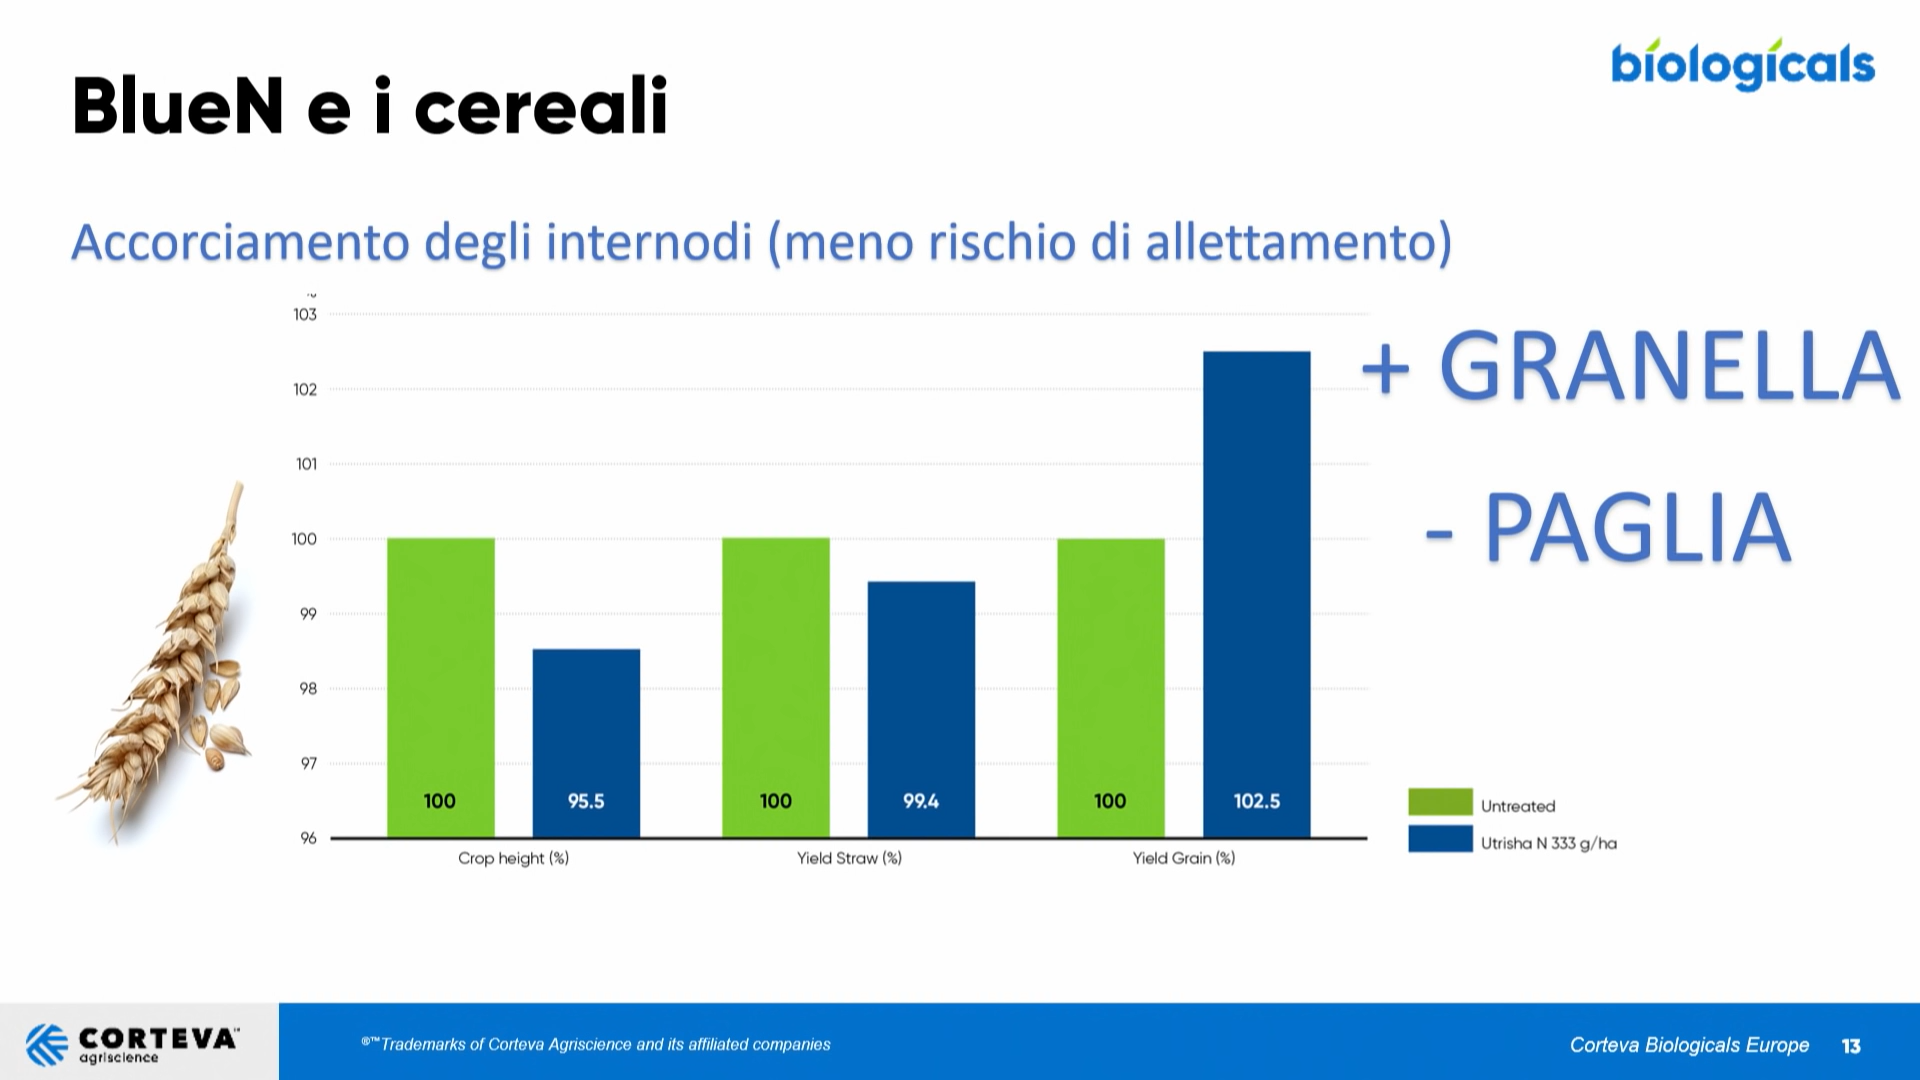 biologicals
BlueN e i cereali
Accorciamento degli internodi (meno rischio di allettamento)
103
102
101
100
99
98
97
96
+ GRANELLA
- PAGLIA
100
95.5
100
99.4
100
102.5
Crop height (%)
Yield Straw (%)
Yield Grain (%)
Untreated
Utrisha N 333 g/ha
CORTEVA™
agriscience
®™Trademarks of Corteva Agriscience and its affiliated companies
Corteva Biologicals Europe 13